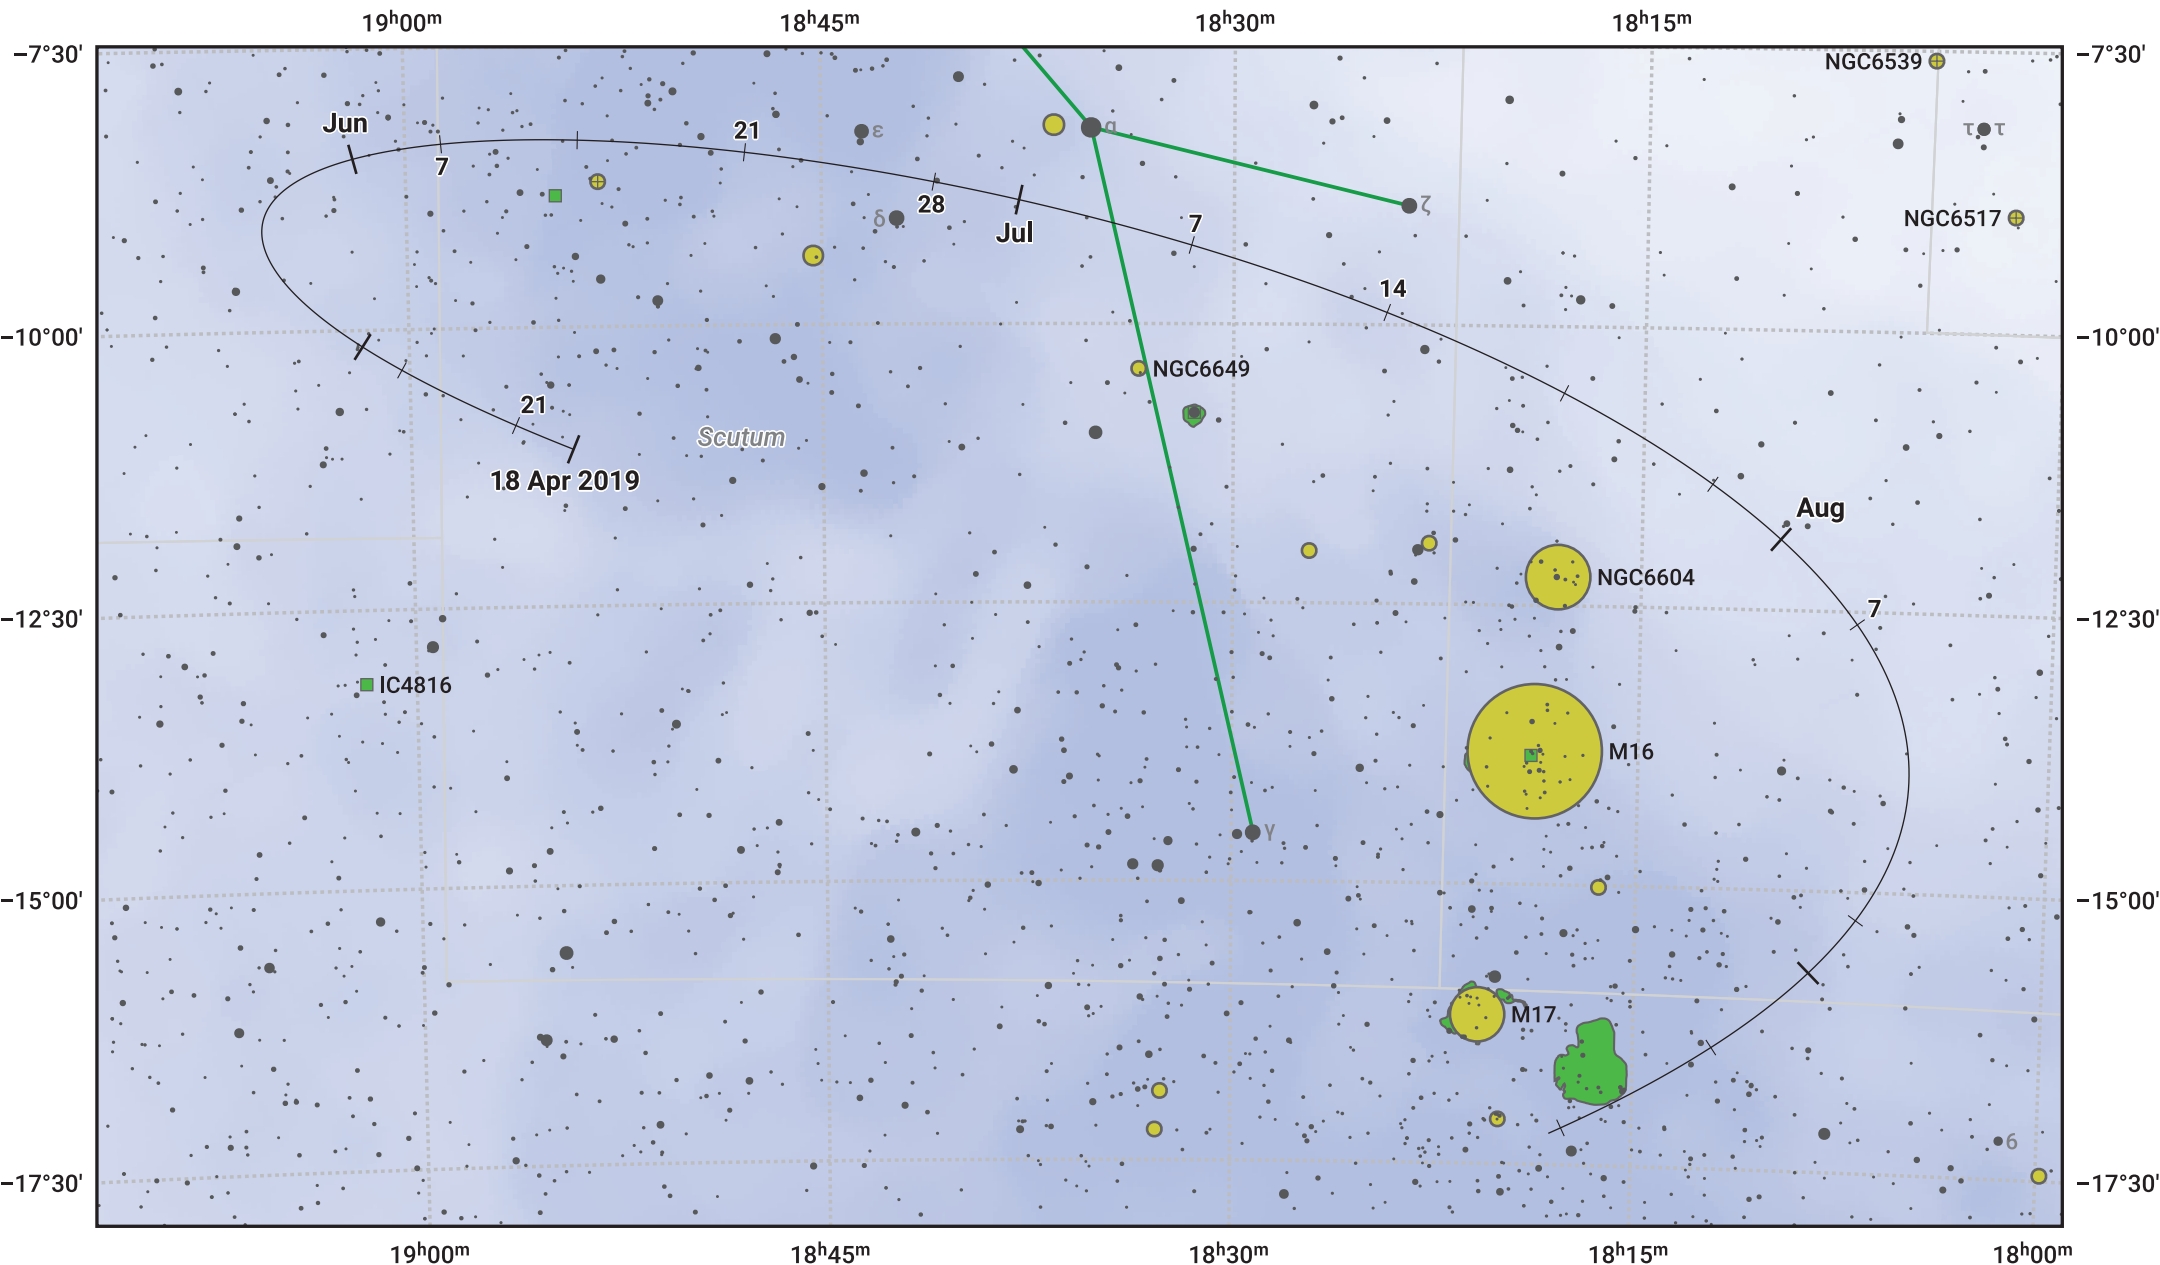 19ʰ00ᵐ 18ʰ45ᵐ 18ʰ30ᵐ 18ʰ15ᵐ
−7°30' −7°30'
NGC6539
Jun 21 ε α τ τ
7
28 δ ζ NGC6517
Jul 7
14
−10°00' −10°00'
NGC6649
21
Scutum
18 Apr 2019
Aug
NGC6604
7
−12°30' −12°30'
IC4816
M16
γ
−15°00' −15°00'
M17
6
−17°30' −17°30'
19ʰ00ᵐ 18ʰ45ᵐ 18ʰ30ᵐ 18ʰ15ᵐ 18ʰ00ᵐ